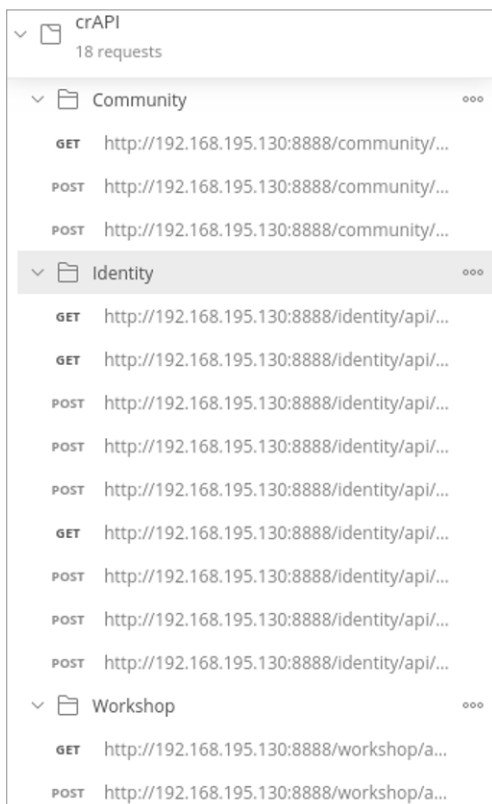 crAPI
18 requests
Community
GET http://192.168.195.130:8888/community/...
POST http://192.168.195.130:8888/community/...
POST http://192.168.195.130:8888/community/...
Identity
GET http://192.168.195.130:8888/identity/api/...
GET http://192.168.195.130:8888/identity/api/...
POST http://192.168.195.130:8888/identity/api/...
POST http://192.168.195.130:8888/identity/api/...
POST http://192.168.195.130:8888/identity/api/...
GET http://192.168.195.130:8888/identity/api/...
POST http://192.168.195.130:8888/identity/api/...
POST http://192.168.195.130:8888/identity/api/...
POST http://192.168.195.130:8888/identity/api/...
Workshop
GET http://192.168.195.130:8888/workshop/a...
POST http://192.168.195.130:8888/workshop/a...